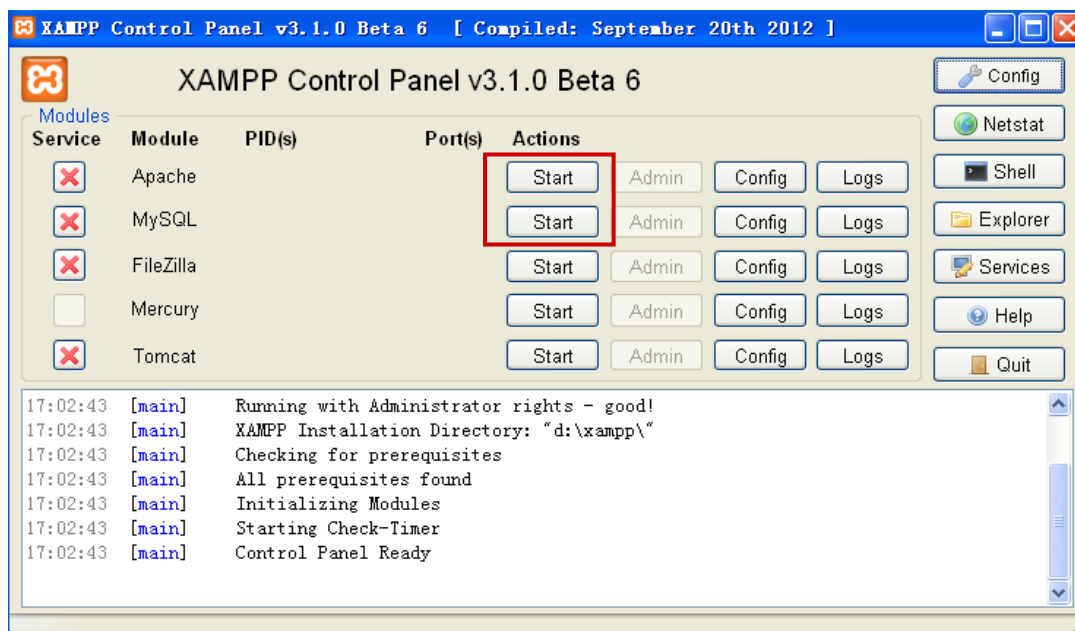 XAMPP Control Panel v3.1.0 Beta 6 [ Compiled: September 20th 2012 ]
XAMPP Control Panel v3.1.0 Beta 6
Config
Modules
Netstat
Service Module PID(s) Port(s) Actions
Apache Start Admin Config Logs
Shell
MySQL Start Admin Config Logs
Explorer
FileZilla Start Admin Config Logs
Services
Mercury Start Admin Config Logs
Help
Tomcat Start Admin Config Logs
Quit
17:02:43 [main] Running with Administrator rights - good!
17:02:43 [main] XAMPP Installation Directory: "d:\xampp\"
17:02:43 [main] Checking for prerequisites
17:02:43 [main] All prerequisites found
17:02:43 [main] Initializing Modules
17:02:43 [main] Starting Check-Timer
17:02:43 [main] Control Panel Ready